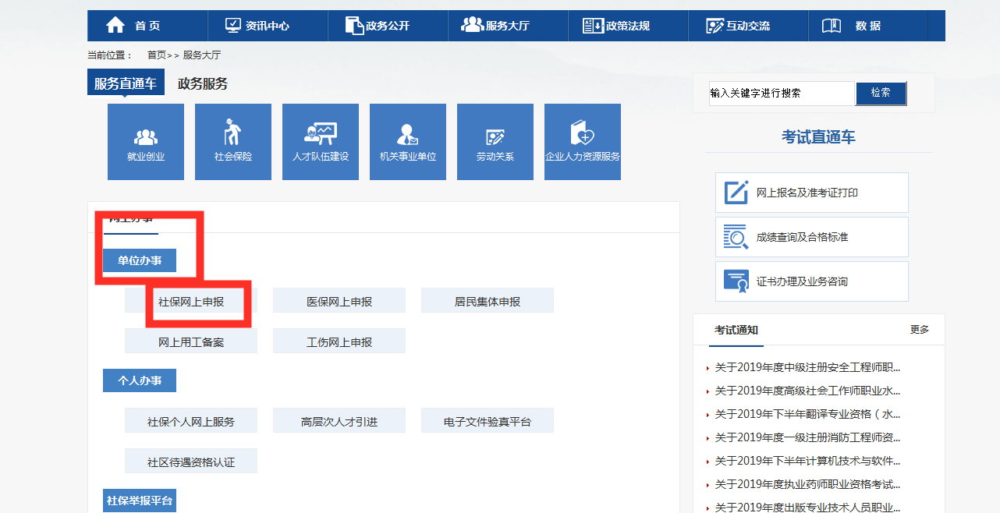 首 页 资讯中心 政务公开 服务大厅 政策法规 互动交流 数 据
当前位置： 首页>> 服务大厅
服务直通车 政务服务
就业创业 社会保险 人才队伍建设 机关事业单位 劳动关系 企业人力资源服务
网上办事
单位办事
社保网上申报 医保网上申报 居民集体申报
网上用工备案 工伤网上申报
个人办事
社保个人网上服务 高层次人才引进 电子文件验真平台
社区待遇资格认证
社保举报平台
输入关键字进行搜索 检索
考试直通车
网上报名及准考证打印
成绩查询及合格标准
证书办理及业务咨询
考试通知 更多
关于2019年度中级注册安全工程师职...
关于2019年度高级社会工作师职业水...
关于2019年下半年翻译专业资格（水...
关于2019年度一级注册消防工程师资...
关于2019年下半年计算机技术与软件...
关于2019年度执业药师职业资格考试...
关于2019年度出版专业技术人员职业...